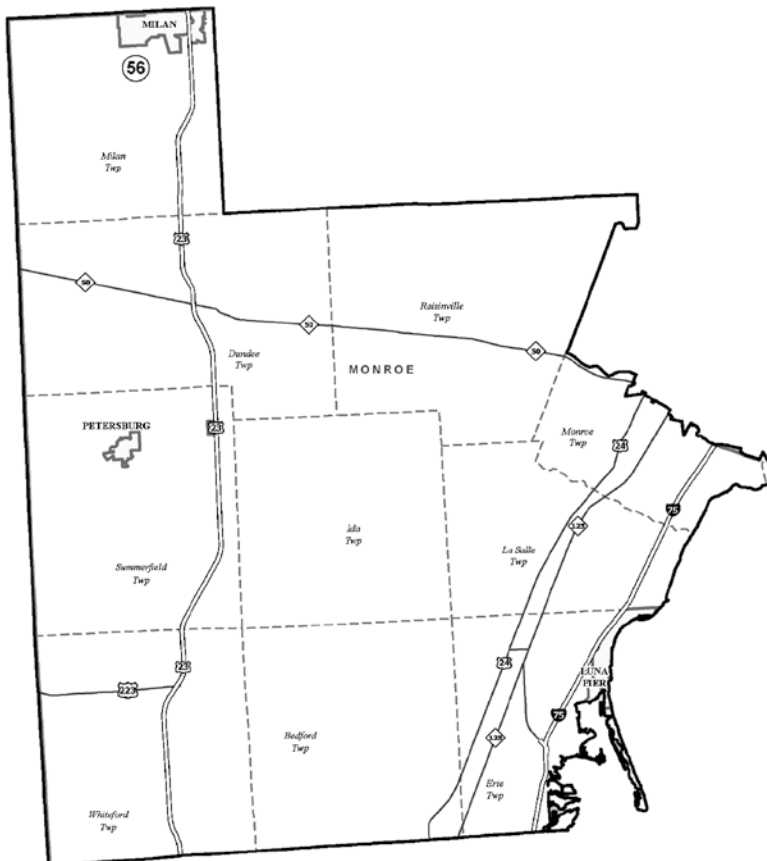 MILAN
56
Milan
Twp
23
50
Raisinville
Twp
50
50
Dundee
Twp
MONROE
PETERSBURG
23
Monroe
Twp
24
75
Ida
Twp
125
La Salle
Twp
Summerfield
Twp
24
23
LUNA
PIER
223
75
Bedford
Twp
125
Erie
Twp
Whiteford
Twp